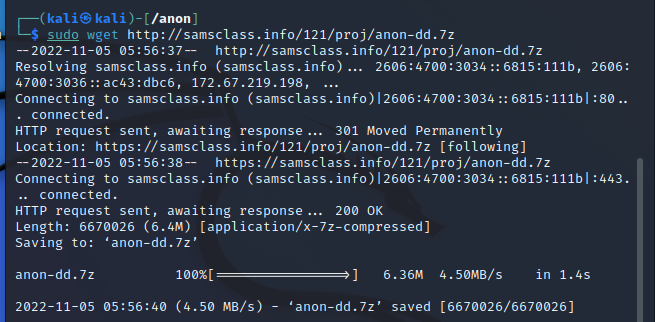 ┌──(kali㉿kali)-[/anon]
└─$ sudo wget http://samsclass.info/121/proj/anon-dd.7z
--2022-11-05 05:56:37--  http://samsclass.info/121/proj/anon-dd.7z
Resolving samsclass.info (samsclass.info)... 2606:4700:3034::6815:111b, 2606:
4700:3036::ac43:dbc6, 172.67.219.198, ...
Connecting to samsclass.info (samsclass.info)|2606:4700:3034::6815:111b|:80..
. connected.
HTTP request sent, awaiting response... 301 Moved Permanently
Location: https://samsclass.info/121/proj/anon-dd.7z [following]
--2022-11-05 05:56:38--  https://samsclass.info/121/proj/anon-dd.7z
Connecting to samsclass.info (samsclass.info)|2606:4700:3034::6815:111b|:443.
.. connected.
HTTP request sent, awaiting response... 200 OK
Length: 6670026 (6.4M) [application/x-7z-compressed]
Saving to: ‘anon-dd.7z’
anon-dd.7z          100%[=================>]   6.36M  4.50MB/s    in 1.4s
2022-11-05 05:56:40 (4.50 MB/s) - ‘anon-dd.7z’ saved [6670026/6670026]